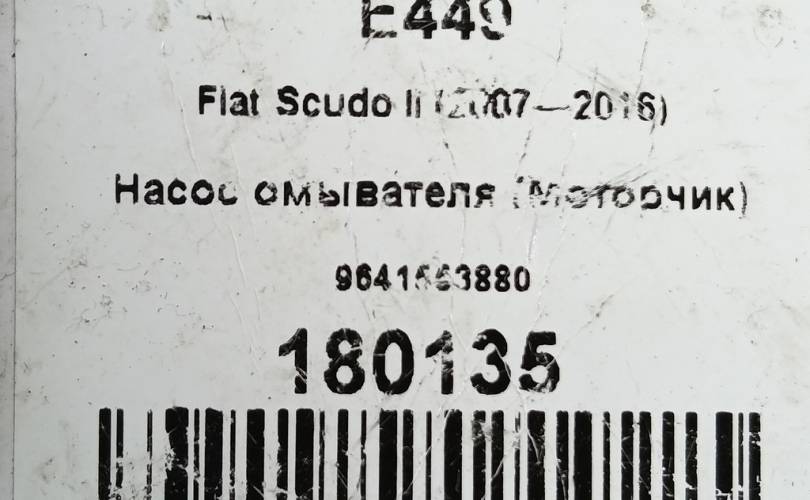 E449
Fiat Scudo II (2007—2016)
Насос омывателя (Моторчик)
9641553880
180135